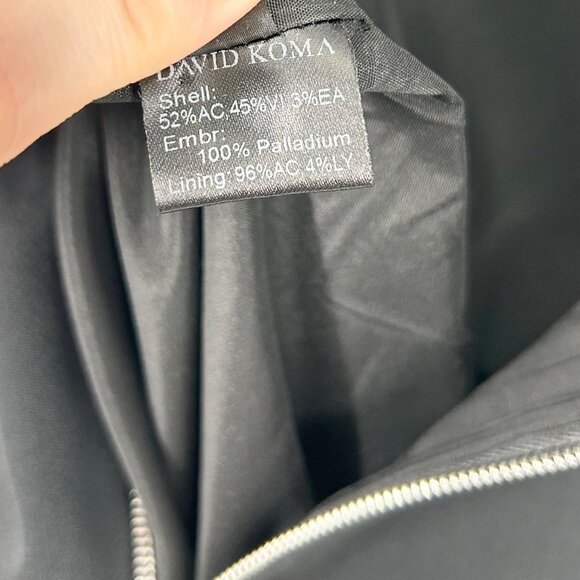 DAVID KOMA
Shell:
52%AC,45%VI,3%EA
Embr:
100% Palladium
Lining: 96%AC,4%LY